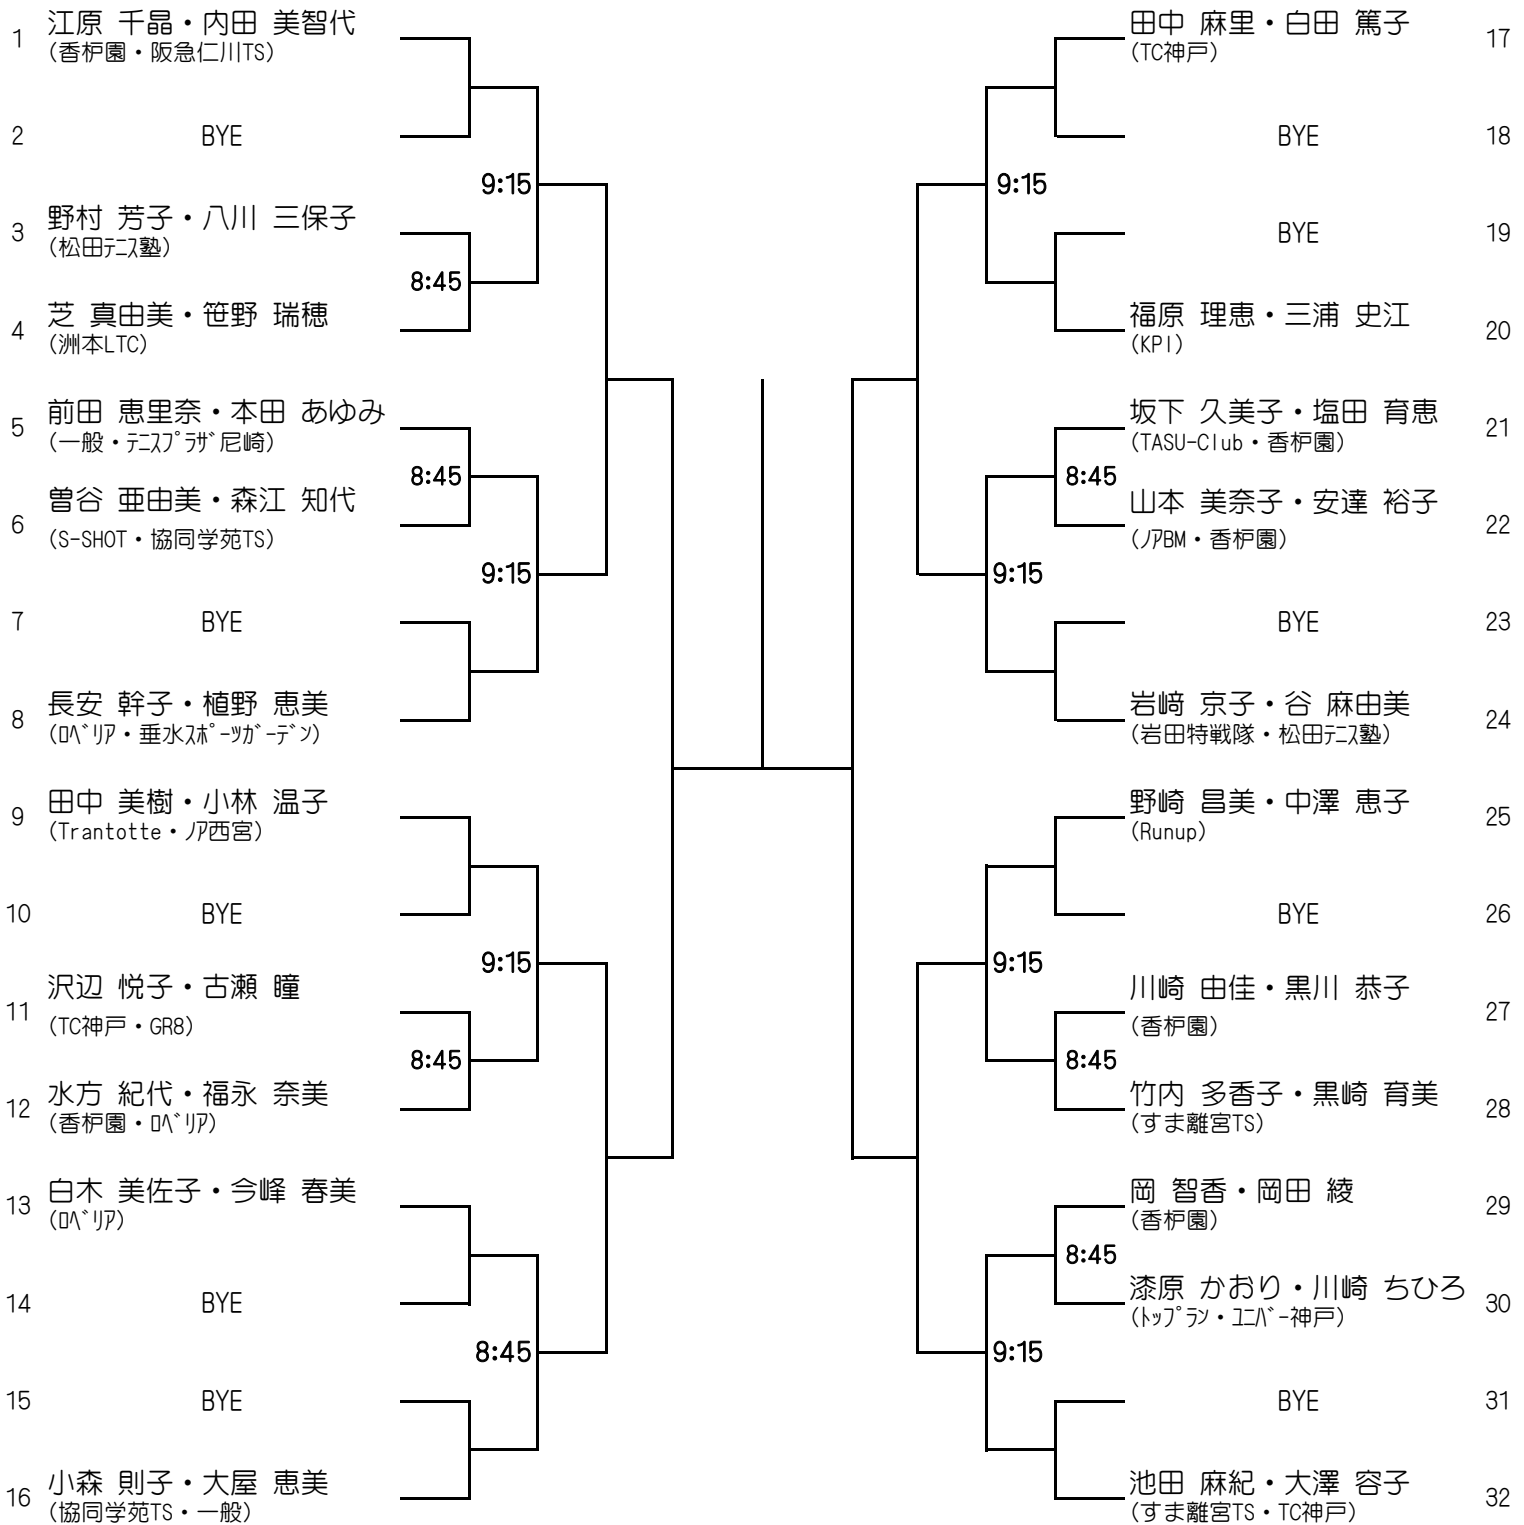 1 江原 千晶・内田 美智代
(香枦園・阪急仁川TS)
2 BYE
9:15
3 野村 芳子・八川 三保子
(松田ﾃﾆｽ塾)
8:45
4 芝 真由美・笹野 瑞穂
(洲本LTC)
5 前田 恵里奈・本田 あゆみ
(一般・ﾃﾆｽﾌﾟﾗｻﾞ尼崎)
8:45
6 曽谷 亜由美・森江 知代
(S-SHOT・協同学苑TS)
9:15
7 BYE
8 長安 幹子・植野 恵美
(ﾛﾍﾞﾘｱ・垂水ｽﾎﾟｰﾂｶﾞｰﾃﾞﾝ)
9 田中 美樹・小林 温子
(Trantotte・ﾉｱ西宮)
10 BYE
9:15
11 沢辺 悦子・古瀬 瞳
(TC神戸・GR8)
8:45
12 水方 紀代・福永 奈美
(香枦園・ﾛﾍﾞﾘｱ)
13 白木 美佐子・今峰 春美
(ﾛﾍﾞﾘｱ)
14 BYE
8:45
15 BYE
16 小森 則子・大屋 恵美
(協同学苑TS・一般)
田中 麻里・白田 篤子 17
(TC神戸)
BYE 18
9:15
BYE 19
福原 理恵・三浦 史江 20
(KPI)
坂下 久美子・塩田 育恵 21
(TASU-Club・香枦園)
8:45
山本 美奈子・安達 裕子 22
(ﾉｱBM・香枦園)
9:15
BYE 23
岩﨑 京子・谷 麻由美 24
(岩田特戦隊・松田ﾃﾆｽ塾)
野崎 昌美・中澤 恵子 25
(Runup)
BYE 26
9:15
川崎 由佳・黒川 恭子 27
(香枦園)
8:45
竹内 多香子・黒崎 育美 28
(すま離宮TS)
岡 智香・岡田 綾 29
(香枦園)
8:45
漆原 かおり・川崎 ちひろ 30
(ﾄｯﾌﾟﾗﾝ・ﾕﾆﾊﾞｰ神戸)
9:15
BYE 31
池田 麻紀・大澤 容子 32
(すま離宮TS・TC神戸)